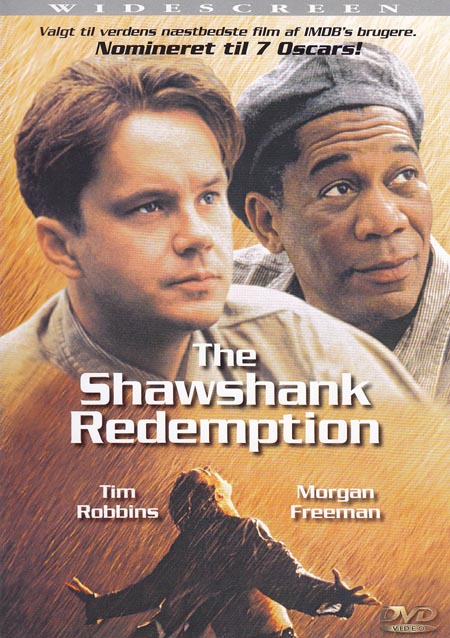 WIDESCREEN
Valgt til verdens næstbedste film af IMDB's brugere.
Nomineret til 7 Oscars!
The
Shawshank
Redemption
Tim
Robbins
Morgan
Freeman
DVD
VIDEO